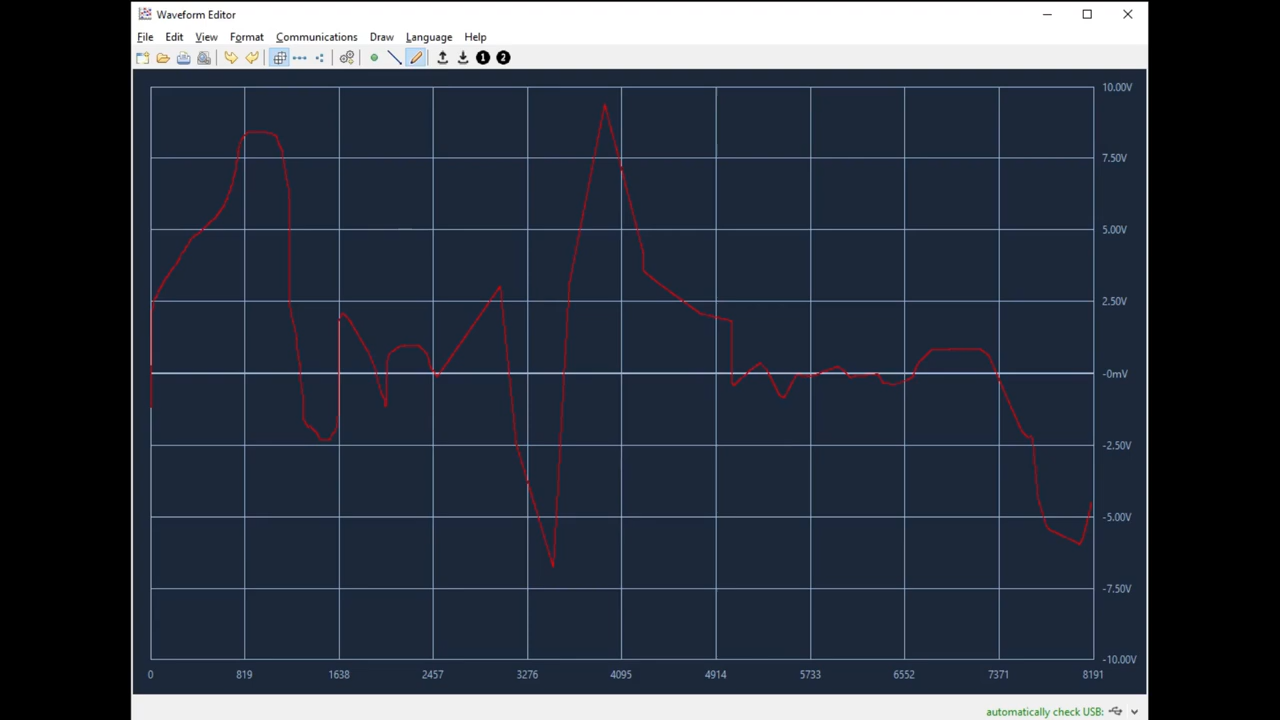 Waveform Editor
File Edit View Format Communications Draw Language Help
1 2
10.00V
7.50V
5.00V
2.50V
-0mV
-2.50V
-5.00V
-7.50V
-10.00V
0 819 1638 2457 3276 4095 4914 5733 6552 7371 8191
automatically check USB: